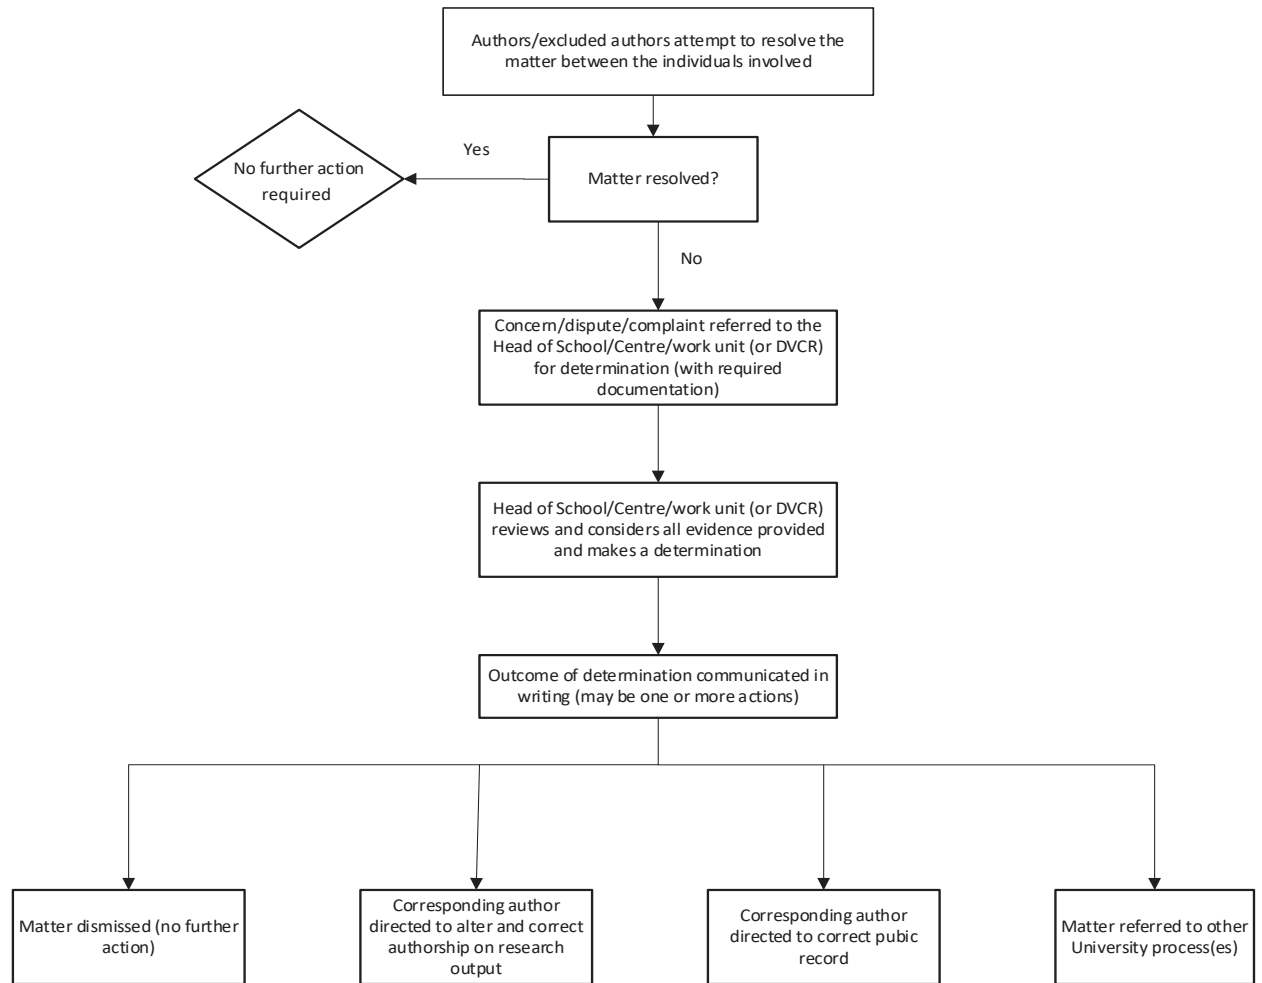 Authors/excluded authors attempt to resolve the
matter between the individuals involved
Yes
No further action
required
Matter resolved?
No
Concern/dispute/complaint referred to the
Head of School/Centre/work unit (or DVCR)
for determination (with required
documentation)
Head of School/Centre/work unit (or DVCR)
reviews and considers all evidence provided
and makes a determination
Outcome of determination communicated in
writing (may be one or more actions)
Matter dismissed (no further
action)
Corresponding author
directed to alter and correct
authorship on research
output
Corresponding author
directed to correct pubic
record
Matter referred to other
University process(es)